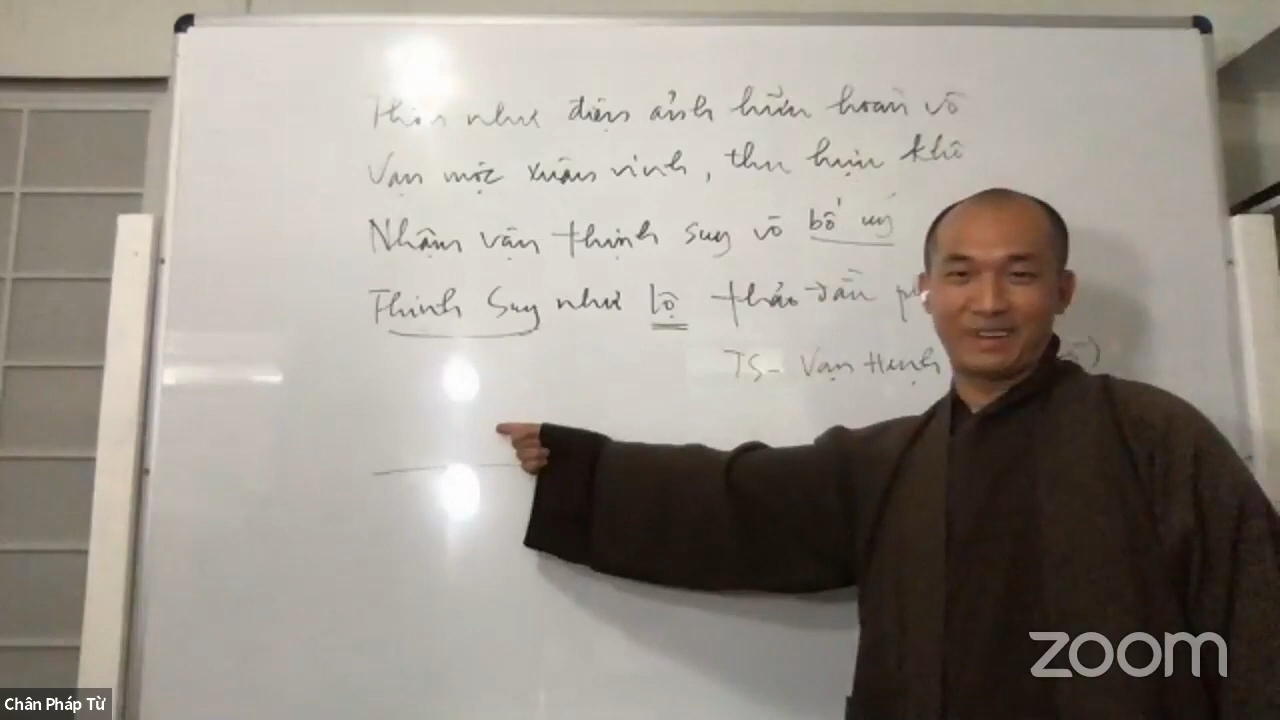 Thân như điện ảnh hữu hoàn vô
Vạn mộc xuân vinh, thu hựu khô
Nhậm vận thịnh suy vô bố uý
Thịnh Suy như lộ thảo đầu
TS- Vạn Hạnh
zoom
Chân Pháp Từ